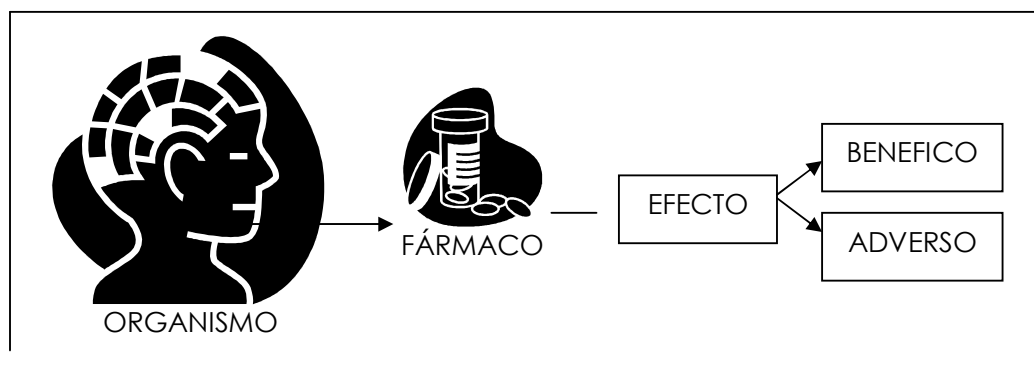 ORGANISMO
FÁRMACO
EFECTO
BENEFICO
ADVERSO